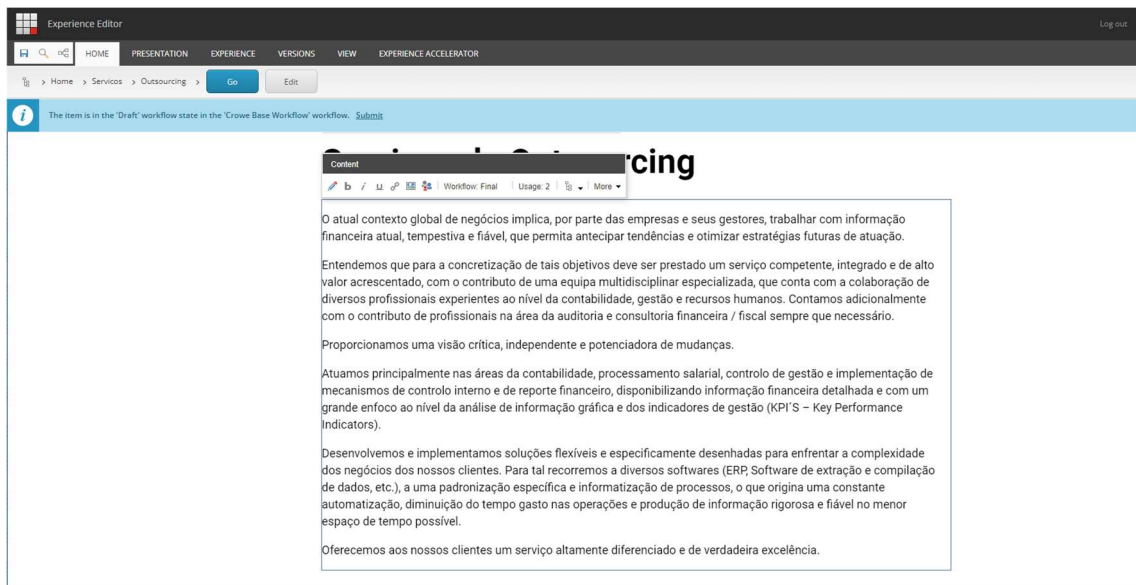 Experience Editor
Log out
HOME PRESENTATION EXPERIENCE VERSIONS VIEW EXPERIENCE ACCELERATOR
> Home > Servicos > Outsourcing > Go Edit
The item is in the 'Draft' workflow state in the 'Crowe Base Workflow' workflow. Submit
rcing
Content
b i u Workflow: Final Usage: 2 More
O atual contexto global de negócios implica, por parte das empresas e seus gestores, trabalhar com informação
financeira atual, tempestiva e fiável, que permita antecipar tendências e otimizar estratégias futuras de atuação.
Entendemos que para a concretização de tais objetivos deve ser prestado um serviço competente, integrado e de alto
valor acrescentado, com o contributo de uma equipa multidisciplinar especializada, que conta com a colaboração de
diversos profissionais experientes ao nível da contabilidade, gestão e recursos humanos. Contamos adicionalmente
com o contributo de profissionais na área da auditoria e consultoria financeira / fiscal sempre que necessário.
Proporcionamos uma visão crítica, independente e potenciadora de mudanças.
Atuamos principalmente nas áreas da contabilidade, processamento salarial, controlo de gestão e implementação de
mecanismos de controlo interno e de reporte financeiro, disponibilizando informação financeira detalhada e com um
grande enfoco ao nível da análise de informação gráfica e dos indicadores de gestão (KPI´S – Key Performance
Indicators).
Desenvolvemos e implementamos soluções flexíveis e especificamente desenhadas para enfrentar a complexidade
dos negócios dos nossos clientes. Para tal recorremos a diversos softwares (ERP, Software de extração e compilação
de dados, etc.), a uma padronização específica e informatização de processos, o que origina uma constante
automatização, diminuição do tempo gasto nas operações e produção de informação rigorosa e fiável no menor
espaço de tempo possível.
Oferecemos aos nossos clientes um serviço altamente diferenciado e de verdadeira excelência.